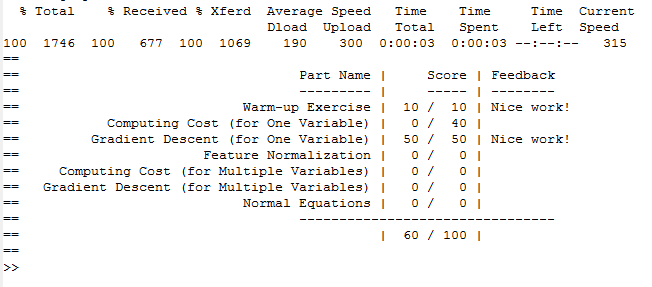 % Total    % Received % Xferd  Average Speed   Time    Time     Time  Current
                               Dload  Upload   Total   Spent    Left  Speed
100  1746  100   677  100  1069    190    300  0:00:03  0:00:03 --:--:--   315
==
==                                   Part Name |     Score | Feedback
==                                   --------- |     ----- | --------
==                            Warm-up Exercise |  10 /  10 | Nice work!
==           Computing Cost (for One Variable) |   0 /  40 |
==         Gradient Descent (for One Variable) |  50 /  50 | Nice work!
==                       Feature Normalization |   0 /   0 |
==     Computing Cost (for Multiple Variables) |   0 /   0 |
==   Gradient Descent (for Multiple Variables) |   0 /   0 |
==                            Normal Equations |   0 /   0 |
==                                   --------------------------------
==                                             |  60 / 100 |
==
>>